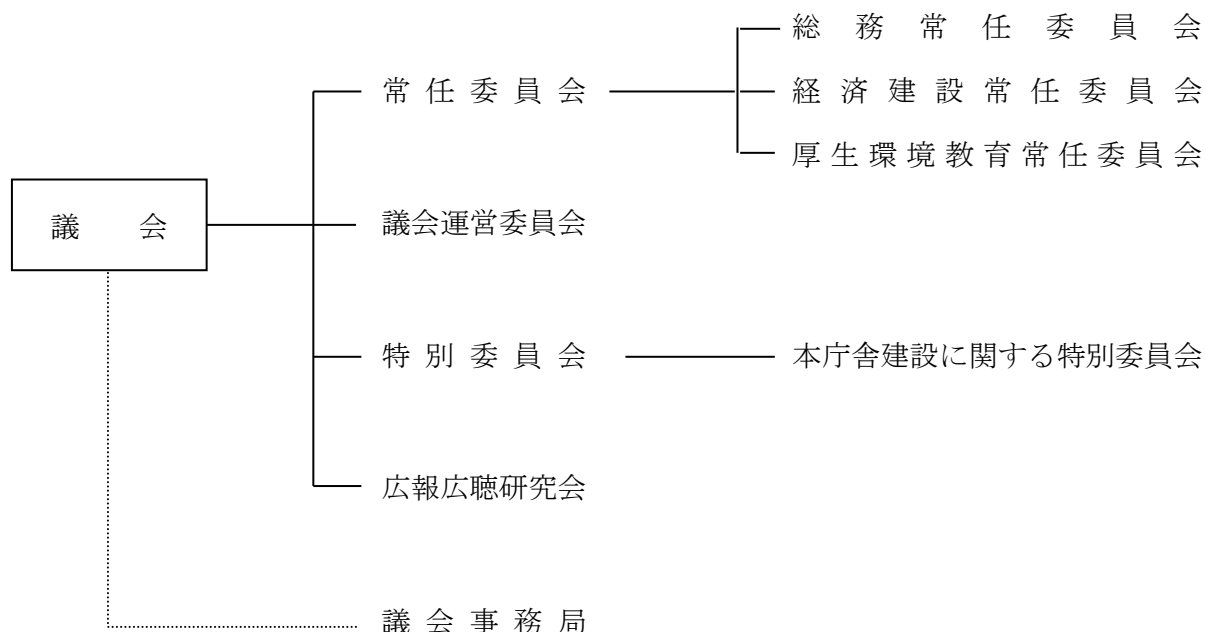 総務常任委員会
常任委員会
経済建設常任委員会
厚生環境教育常任委員会
議会
議会運営委員会
特別委員会
本庁舎建設に関する特別委員会
広報広聴研究会
議会事務局